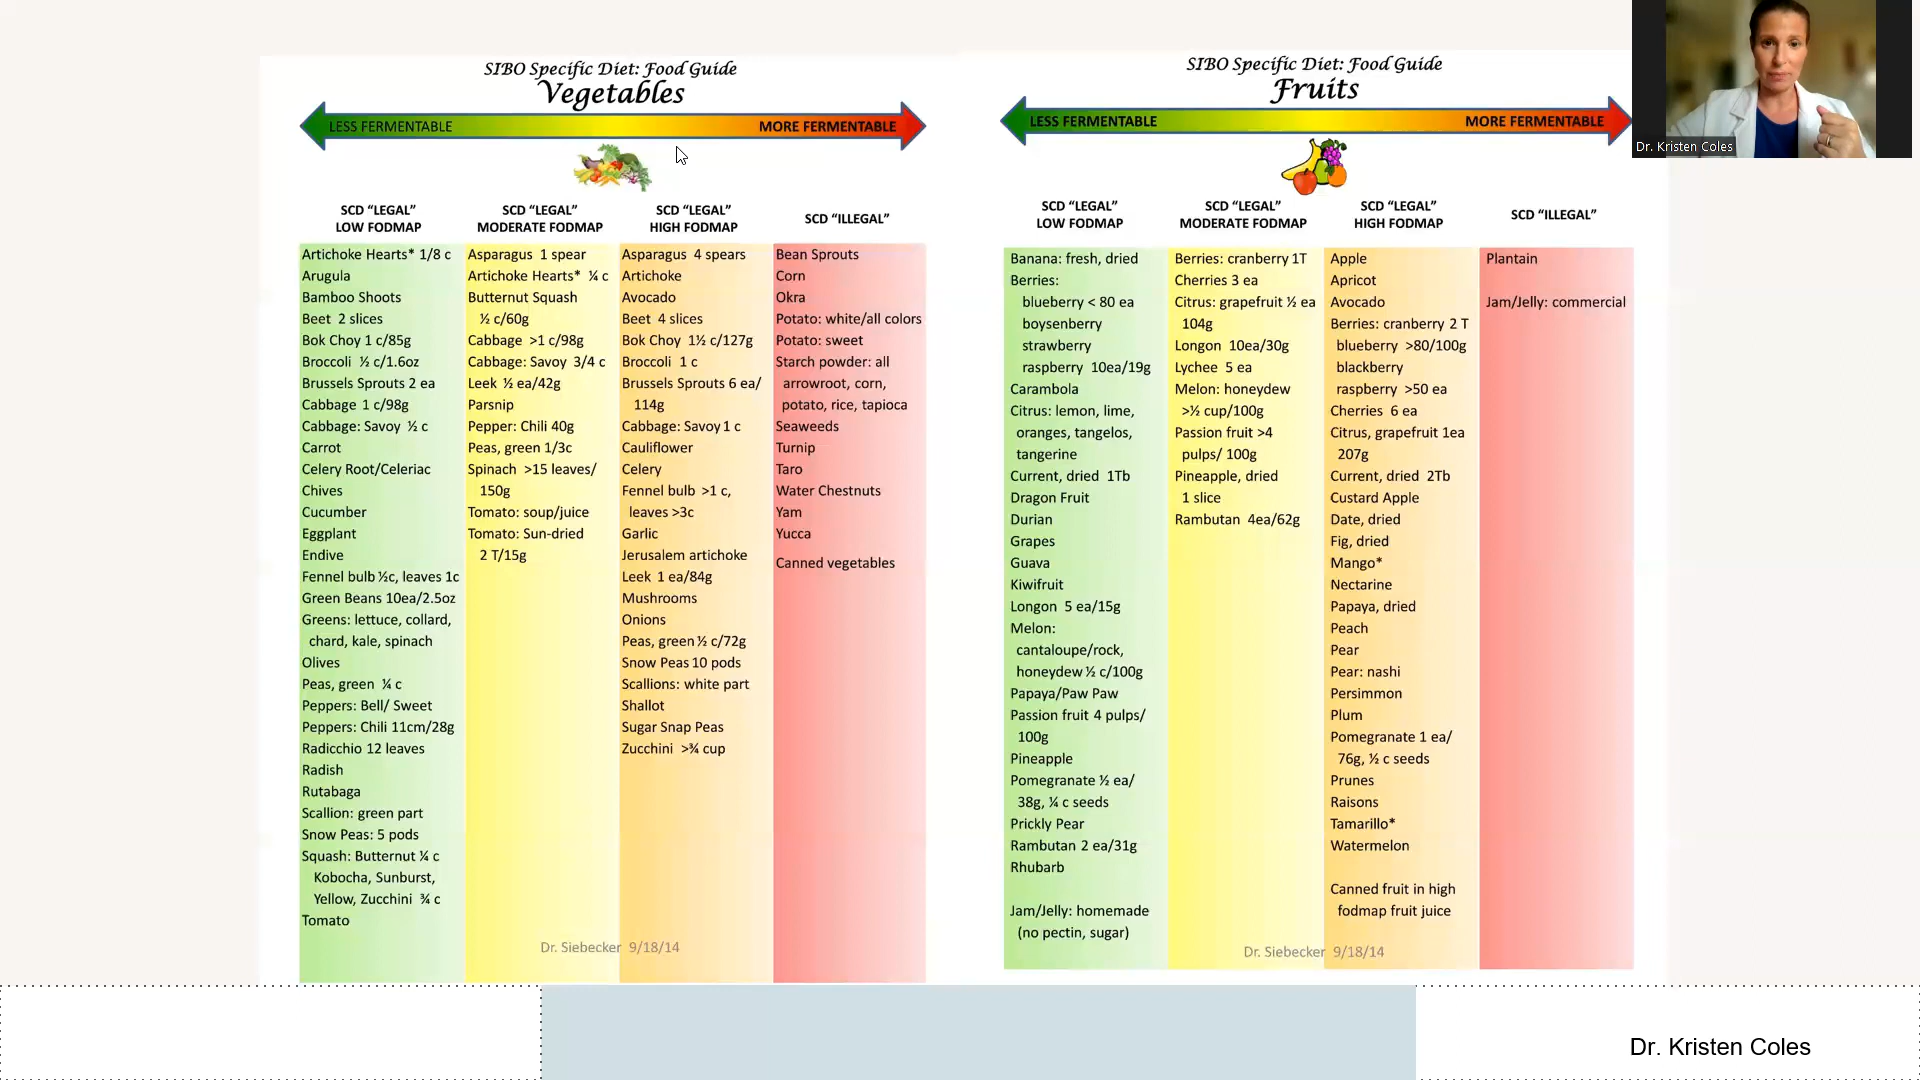 SIBO Specific Diet: Food Guide
Vegetables
LESS FERMENTABLE
MORE FERMENTABLE
SCD “LEGAL”
LOW FODMAP
Artichoke Hearts* 1/8 c
Arugula
Bamboo Shoots
Beet 2 slices
Bok Choy 1 c/85g
Broccoli ½ c/1.6oz
Brussels Sprouts 2 ea
Cabbage 1 c/98g
Cabbage: Savoy ½ c
Carrot
Celery Root/Celeriac
Chives
Cucumber
Eggplant
Endive
Fennel bulb ½c, leaves 1c
Green Beans 10ea/2.5oz
Greens: lettuce, collard,
chard, kale, spinach
Olives
Peas, green ¼ c
Peppers: Bell/ Sweet
Peppers: Chili 11cm/28g
Radicchio 12 leaves
Radish
Rutabaga
Scallion: green part
Snow Peas: 5 pods
Squash: Butternut ¼ c
Kobocha, Sunburst,
Yellow, Zucchini ¾ c
Tomato
SCD “LEGAL”
MODERATE FODMAP
Asparagus 1 spear
Artichoke Hearts* ¼ c
Butternut Squash
½ c/60g
Cabbage >1 c/98g
Cabbage: Savoy 3/4 c
Leek ½ ea/42g
Parsnip
Pepper: Chili 40g
Peas, green 1/3c
Spinach >15 leaves/
150g
Tomato: soup/juice
Tomato: Sun-dried
2 T/15g
SCD “LEGAL”
HIGH FODMAP
Asparagus 4 spears
Artichoke
Avocado
Beet 4 slices
Bok Choy 1½ c/127g
Broccoli 1 c
Brussels Sprouts 6 ea/
114g
Cabbage: Savoy 1 c
Cauliflower
Celery
Fennel bulb >1 c,
leaves >3c
Garlic
Jerusalem artichoke
Leek 1 ea/84g
Mushrooms
Onions
Peas, green ½ c/72g
Snow Peas 10 pods
Scallions: white part
Shallot
Sugar Snap Peas
Zucchini >¾ cup
SCD “ILLEGAL”
Bean Sprouts
Corn
Okra
Potato: white/all colors
Potato: sweet
Starch powder: all
arrowroot, corn,
potato, rice, tapioca
Seaweeds
Turnip
Taro
Water Chestnuts
Yam
Yucca
Canned vegetables
Dr. Siebecker 9/18/14
SIBO Specific Diet: Food Guide
Fruits
LESS FERMENTABLE
MORE FERMENTABLE
SCD “LEGAL”
LOW FODMAP
Banana: fresh, dried
Berries:
blueberry < 80 ea
boysenberry
strawberry
raspberry 10ea/19g
Carambola
Citrus: lemon, lime,
oranges, tangelos,
tangerine
Current, dried 1Tb
Dragon Fruit
Durian
Grapes
Guava
Kiwifruit
Longon 5 ea/15g
Melon:
cantaloupe/rock,
honeydew ½ c/100g
Papaya/Paw Paw
Passion fruit 4 pulps/
100g
Pineapple
Pomegranate ½ ea/
38g, ¼ c seeds
Prickly Pear
Rambutan 2 ea/31g
Rhubarb
Jam/Jelly: homemade
(no pectin, sugar)
SCD “LEGAL”
MODERATE FODMAP
Berries: cranberry 1T
Cherries 3 ea
Citrus: grapefruit ½ ea
104g
Longon 10ea/30g
Lychee 5 ea
Melon: honeydew
>½ cup/100g
Passion fruit >4
pulps/ 100g
Pineapple, dried
1 slice
Rambutan 4ea/62g
SCD “LEGAL”
HIGH FODMAP
Apple
Apricot
Avocado
Berries: cranberry 2 T
blueberry >80/100g
blackberry
raspberry >50 ea
Cherries 6 ea
Citrus, grapefruit 1ea
207g
Current, dried 2Tb
Custard Apple
Date, dried
Fig, dried
Mango*
Nectarine
Papaya, dried
Peach
Pear
Pear: nashi
Persimmon
Plum
Pomegranate 1 ea/
76g, ½ c seeds
Prunes
Raisons
Tamarillo*
Watermelon
Canned fruit in high
fodmap fruit juice
SCD “ILLEGAL”
Plantain
Jam/Jelly: commercial
Dr. Siebecker 9/18/14
Dr. Kristen Coles
Dr. Kristen Coles